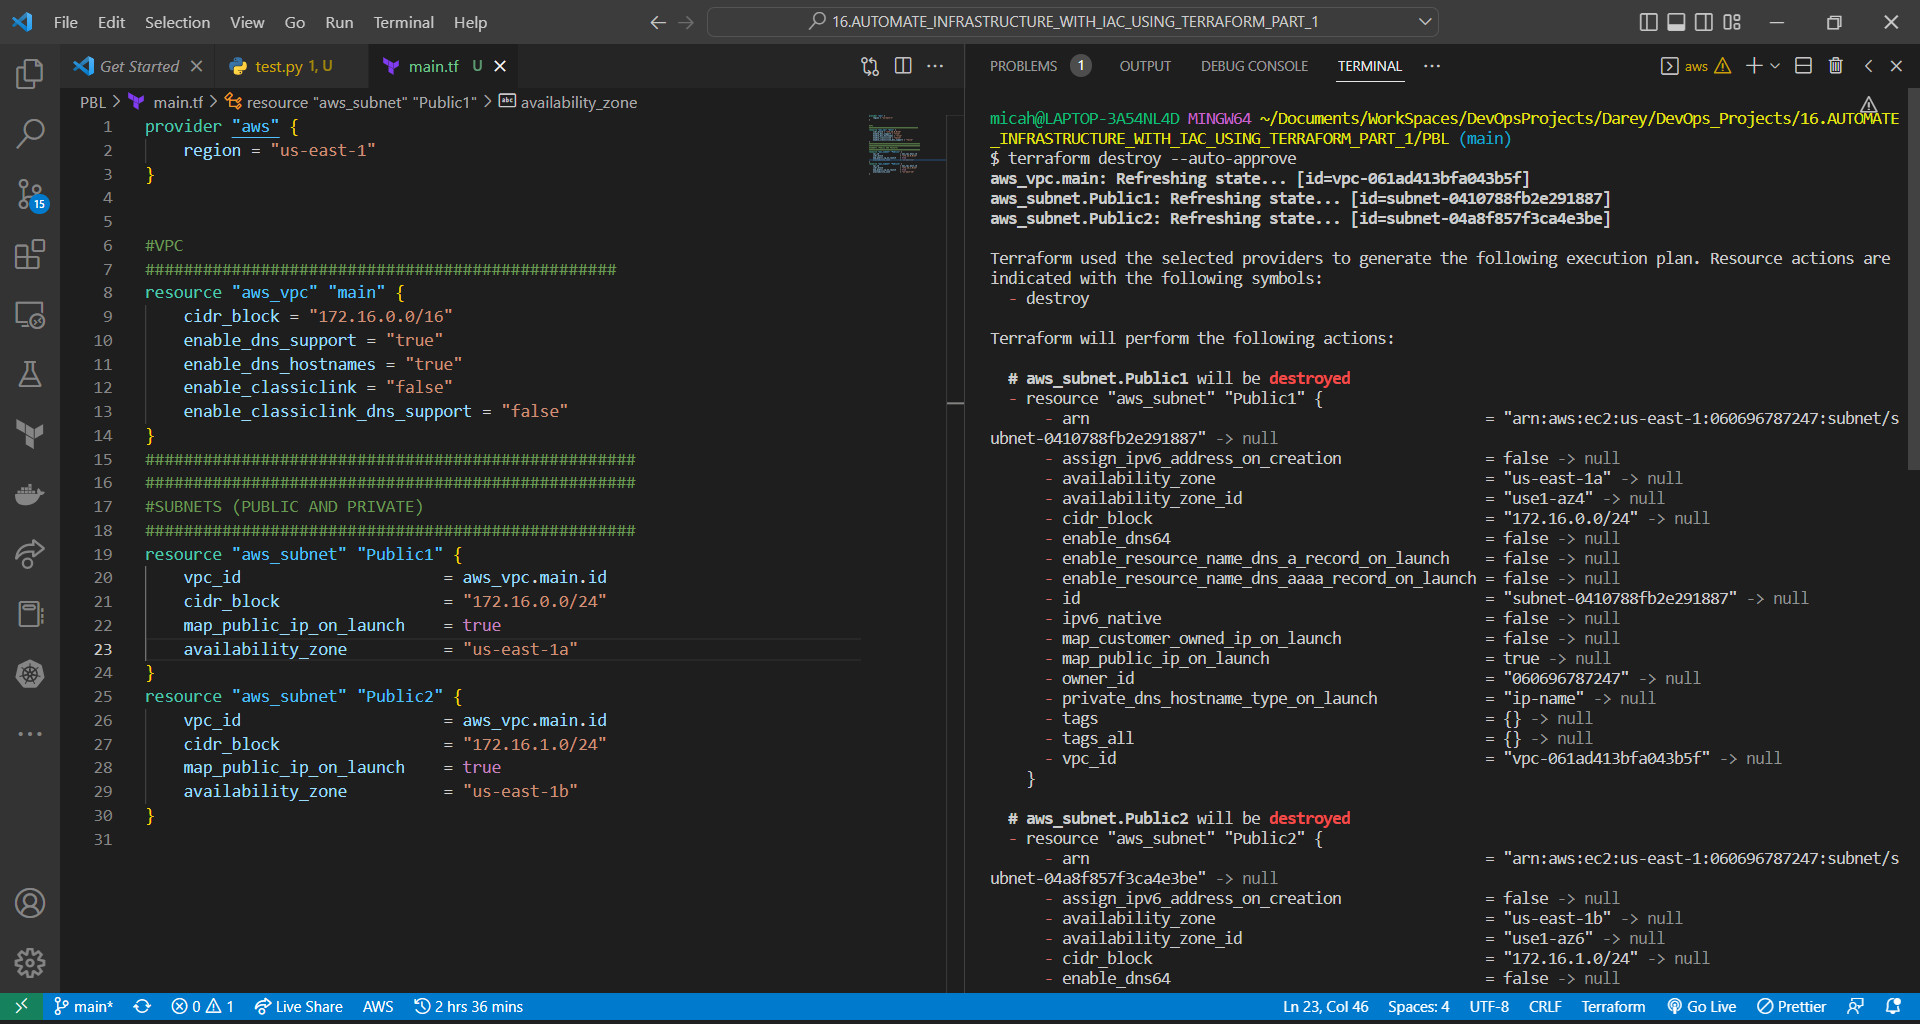 File Edit Selection View Go Run Terminal Help
16.AUTOMATE_INFRASTRUCTURE_WITH_IAC_USING_TERRAFORM_PART_1
Get Started
test.py 1, U
main.tf U
PBL > main.tf > resource "aws_subnet" "Public1" > availability_zone
1 provider "aws" {
2 region = "us-east-1"
3 }
4
5
6 #VPC
7 #################################################
8 resource "aws_vpc" "main" {
9 cidr_block = "172.16.0.0/16"
10 enable_dns_support = "true"
11 enable_dns_hostnames = "true"
12 enable_classiclink = "false"
13 enable_classiclink_dns_support = "false"
14 }
15 ###################################################
16 ###################################################
17 #SUBNETS (PUBLIC AND PRIVATE)
18 ###################################################
19 resource "aws_subnet" "Public1" {
20 vpc_id = aws_vpc.main.id
21 cidr_block = "172.16.0.0/24"
22 map_public_ip_on_launch = true
23 availability_zone = "us-east-1a"
24 }
25 resource "aws_subnet" "Public2" {
26 vpc_id = aws_vpc.main.id
27 cidr_block = "172.16.1.0/24"
28 map_public_ip_on_launch = true
29 availability_zone = "us-east-1b"
30 }
31
PROBLEMS 1 OUTPUT DEBUG CONSOLE TERMINAL ··· aws
micah@LAPTOP-3A54NL4D MINGW64 ~/Documents/WorkSpaces/DevOpsProjects/Darey/DevOps_Projects/16.AUTOMATE
_INFRASTRUCTURE_WITH_IAC_USING_TERRAFORM_PART_1/PBL (main)
$ terraform destroy --auto-approve
aws_vpc.main: Refreshing state... [id=vpc-061ad413bfa043b5f]
aws_subnet.Public1: Refreshing state... [id=subnet-0410788fb2e291887]
aws_subnet.Public2: Refreshing state... [id=subnet-04a8f857f3ca4e3be]
Terraform used the selected providers to generate the following execution plan. Resource actions are
indicated with the following symbols:
- destroy
Terraform will perform the following actions:
# aws_subnet.Public1 will be destroyed
- resource "aws_subnet" "Public1" {
- arn = "arn:aws:ec2:us-east-1:060696787247:subnet/s
ubnet-0410788fb2e291887" -> null
- assign_ipv6_address_on_creation = false -> null
- availability_zone = "us-east-1a" -> null
- availability_zone_id = "use1-az4" -> null
- cidr_block = "172.16.0.0/24" -> null
- enable_dns64 = false -> null
- enable_resource_name_dns_a_record_on_launch = false -> null
- enable_resource_name_dns_aaaa_record_on_launch = false -> null
- id = "subnet-0410788fb2e291887" -> null
- ipv6_native = false -> null
- map_customer_owned_ip_on_launch = false -> null
- map_public_ip_on_launch = true -> null
- owner_id = "060696787247" -> null
- private_dns_hostname_type_on_launch = "ip-name" -> null
- tags = {} -> null
- tags_all = {} -> null
- vpc_id = "vpc-061ad413bfa043b5f" -> null
}
# aws_subnet.Public2 will be destroyed
- resource "aws_subnet" "Public2" {
- arn = "arn:aws:ec2:us-east-1:060696787247:subnet/s
ubnet-04a8f857f3ca4e3be" -> null
- assign_ipv6_address_on_creation = false -> null
- availability_zone = "us-east-1b" -> null
- availability_zone_id = "use1-az6" -> null
- cidr_block = "172.16.1.0/24" -> null
- enable_dns64 = false -> null
15
main* 0 1 Live Share AWS 2 hrs 36 mins Ln 23, Col 46 Spaces: 4 UTF-8 CRLF Terraform Go Live Prettier